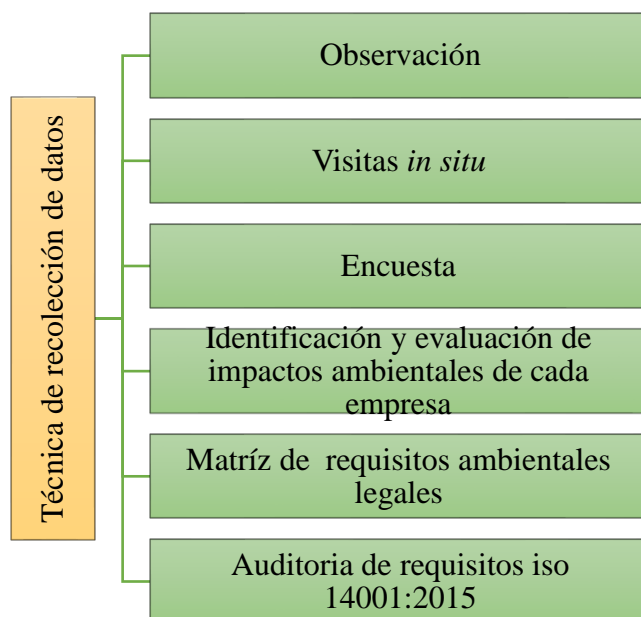 Técnica de recolección de datos
Observación
Visitas in situ
Encuesta
Identificación y evaluación de
impactos ambientales de cada
empresa
Matríz de requisitos ambientales
legales
Auditoria de requisitos iso
14001:2015